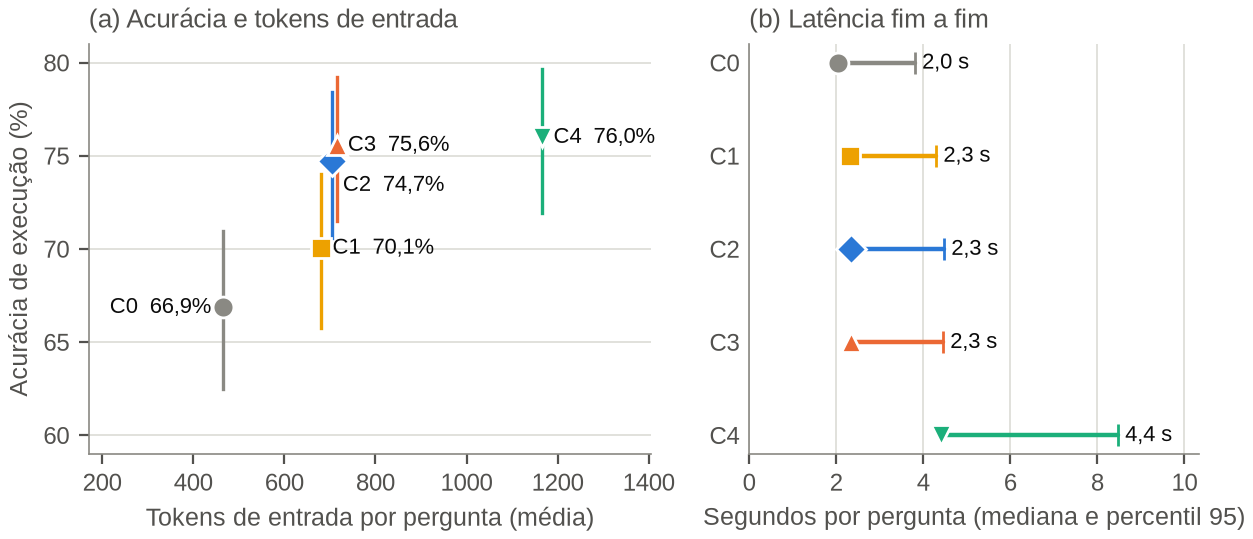 (a) Acurácia e tokens de entrada
Acurácia de execução (%)
80
75
70
65
60
C0 66,9%
C1 70,1%
C2 74,7%
C3 75,6%
C4 76,0%
200 400 600 800 1000 1200 1400
Tokens de entrada por pergunta (média)
(b) Latência fim a fim
C0 2,0 s
C1 2,3 s
C2 2,3 s
C3 2,3 s
C4 4,4 s
0 2 4 6 8 10
Segundos por pergunta (mediana e percentil 95)